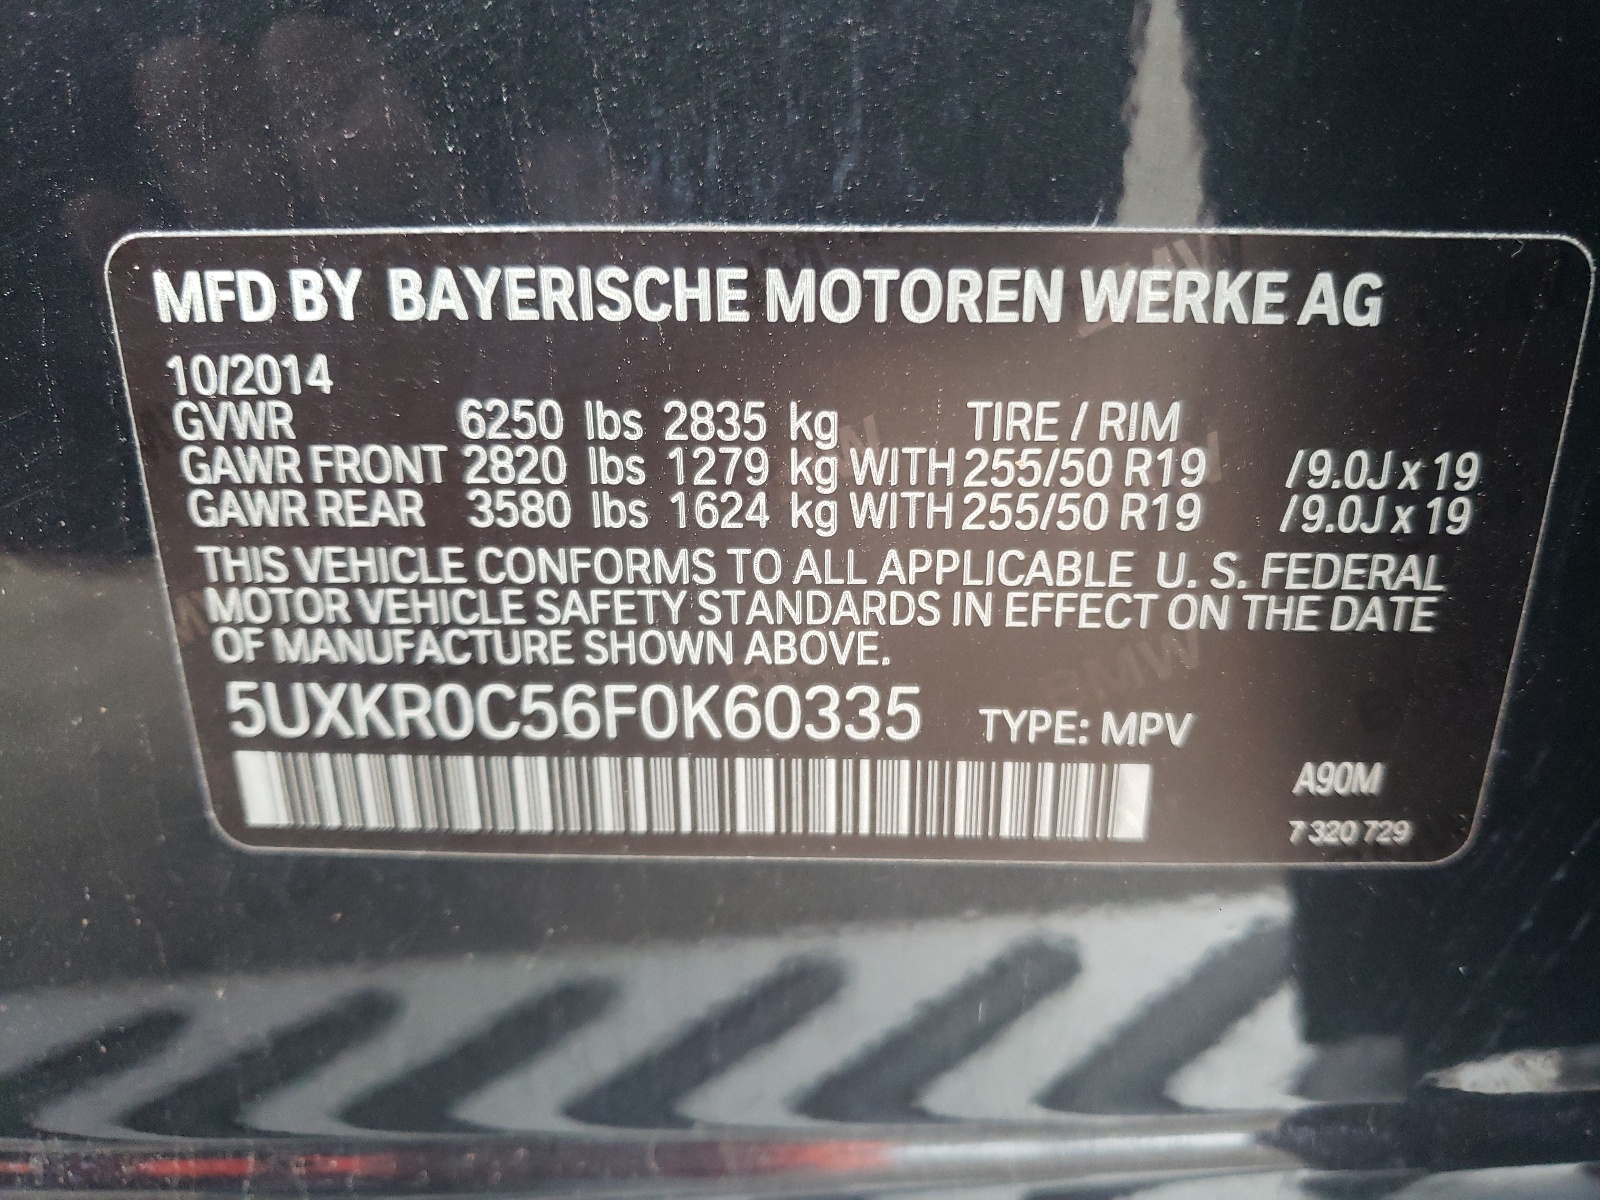 MFD BY BAYERISCHE MOTOREN WERKE AG
10/2014
GVWR 6250 lbs 2835 kg TIRE / RIM
GAWR FRONT 2820 lbs 1279 kg WITH 255/50 R19 /9.0J x 19
GAWR REAR 3580 lbs 1624 kg WITH 255/50 R19 /9.0J x 19
THIS VEHICLE CONFORMS TO ALL APPLICABLE U. S. FEDERAL
MOTOR VEHICLE SAFETY STANDARDS IN EFFECT ON THE DATE
OF MANUFACTURE SHOWN ABOVE.
5UXKR0C56F0K60335 TYPE: MPV
A90M
7 320 729